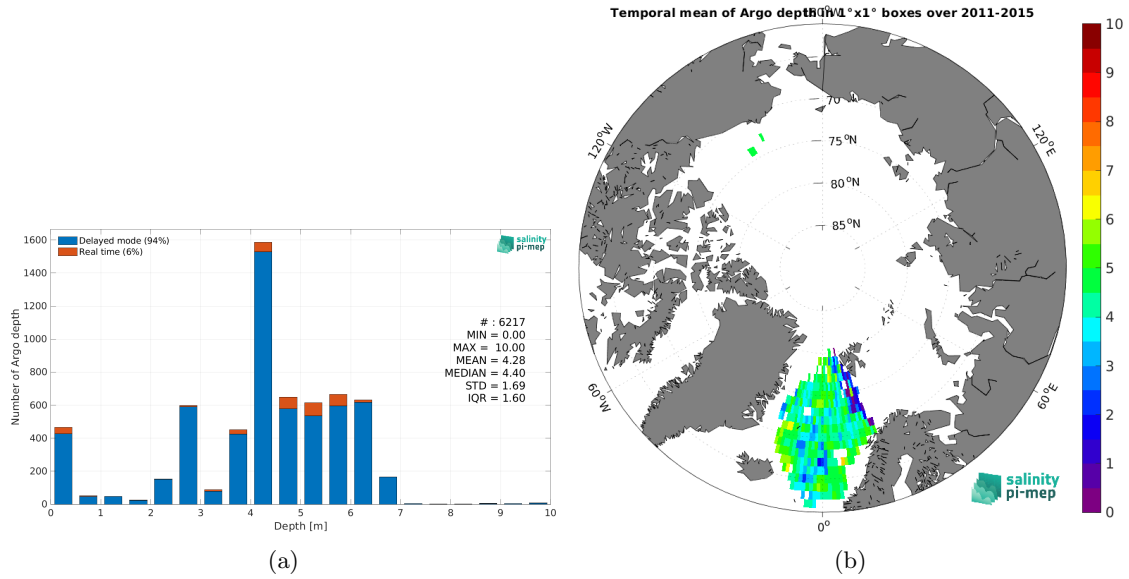 Delayed mode (94%)
Real time (6%)
salinity
pi-mep
# : 6217
MIN = 0.00
MAX = 10.00
MEAN = 4.28
MEDIAN = 4.40
STD = 1.69
IQR = 1.60
Number of Argo depth
1600
1400
1200
1000
800
600
400
200
0
0 1 2 3 4 5 6 7 8 9 10
Depth [m]
(a)
Temporal mean of Argo depth in 1°x1° boxes over 2011-2015
180°W
120°W
120°E
70°N
75°N
80°N
85°N
60°W
60°E
0°
10
9
8
7
6
5
4
3
2
1
0
salinity
pi-mep
(b)